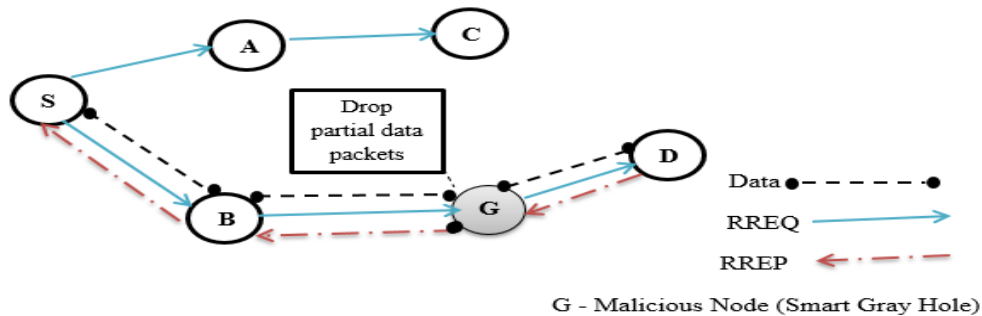 A
C
S
Drop
partial data
packets
D
B
G
Data
RREQ
RREP
G - Malicious Node (Smart Gray Hole)